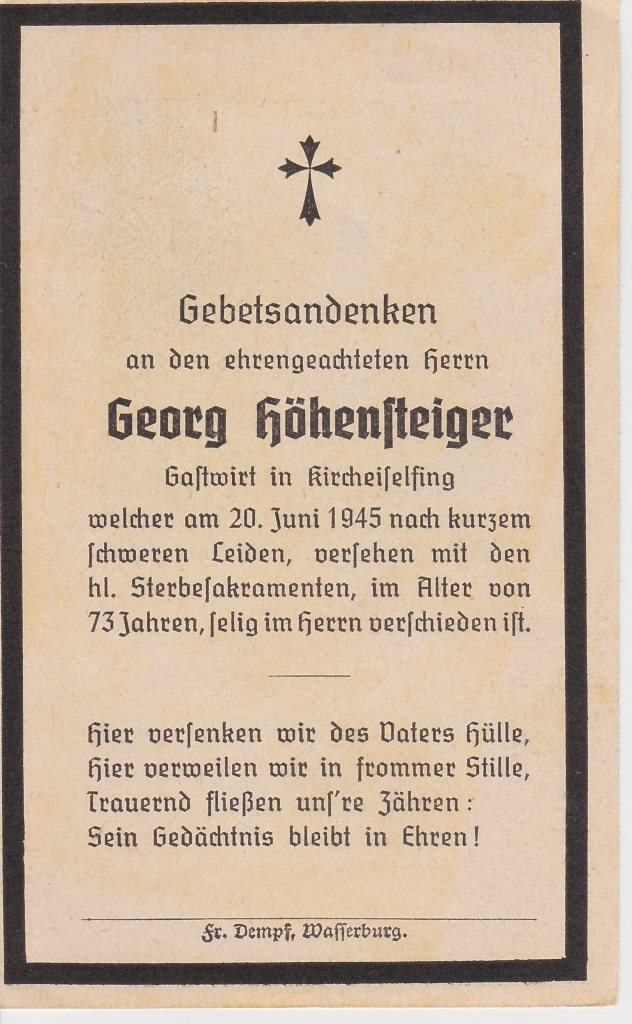 Gebetsandenken
an den ehrengeachteten Herrn
Georg Höhenſteiger
Gaſtwirt in Kircheiſelfing
welcher am 20. Juni 1945 nach kurzem
ſchweren Leiden, verſehen mit den
hl. Sterbeſakramenten, im Alter von
73 Jahren, ſelig im Herrn verſchieden iſt.
Hier verſenken wir des Vaters Hülle,
Hier verweilen wir in frommer Stille,
Trauernd fließen unſ're Zähren:
Sein Gedächtnis bleibt in Ehren!
Fr. Dempf, Waſſerburg.